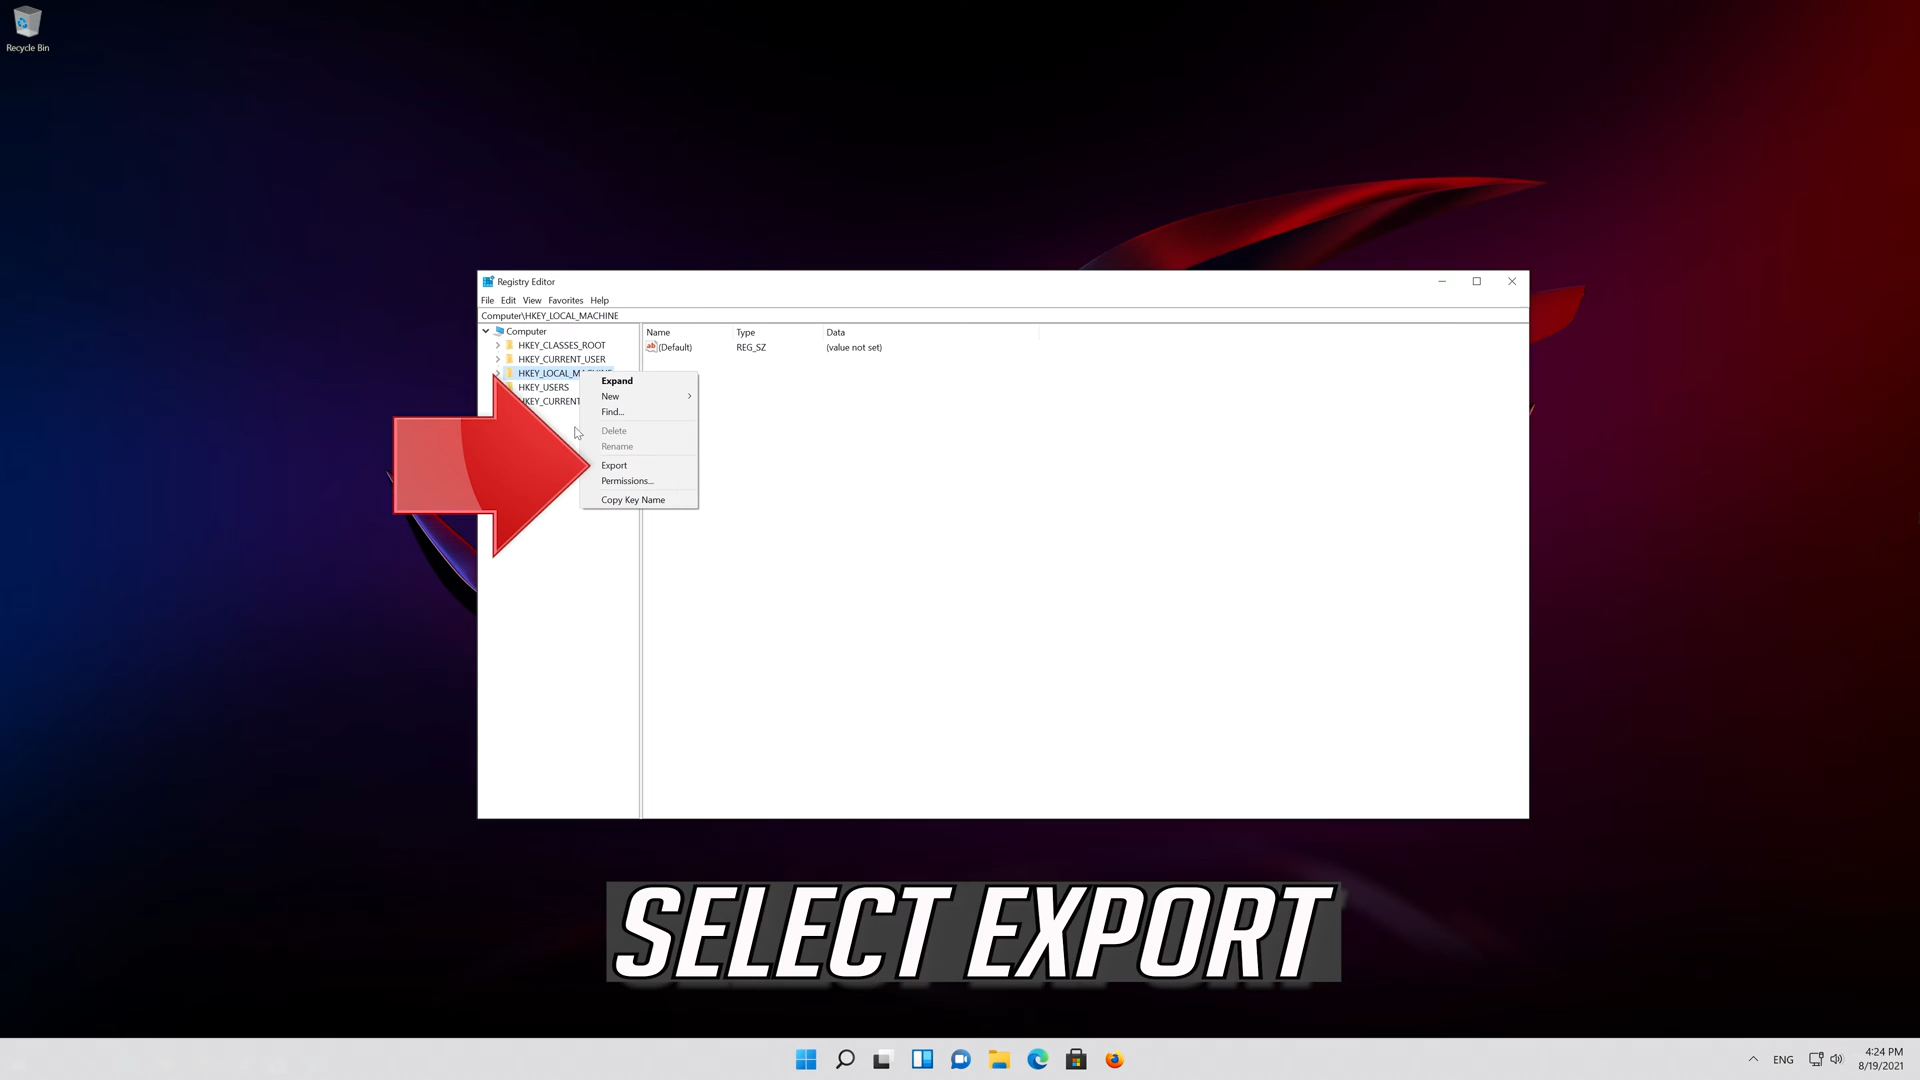 Recycle Bin
Registry Editor
File Edit View Favorites Help
Computer\HKEY_LOCAL_MACHINE
Computer
HKEY_CLASSES_ROOT
HKEY_CURRENT_USER
HKEY_LOCAL_MACHINE
HKEY_USERS
HKEY_CURRENT
Name Type Data
(Default) REG_SZ (value not set)
Expand
New
Find...
Delete
Rename
Export
Permissions...
Copy Key Name
SELECT EXPORT
ENG
4:24 PM
8/19/2021